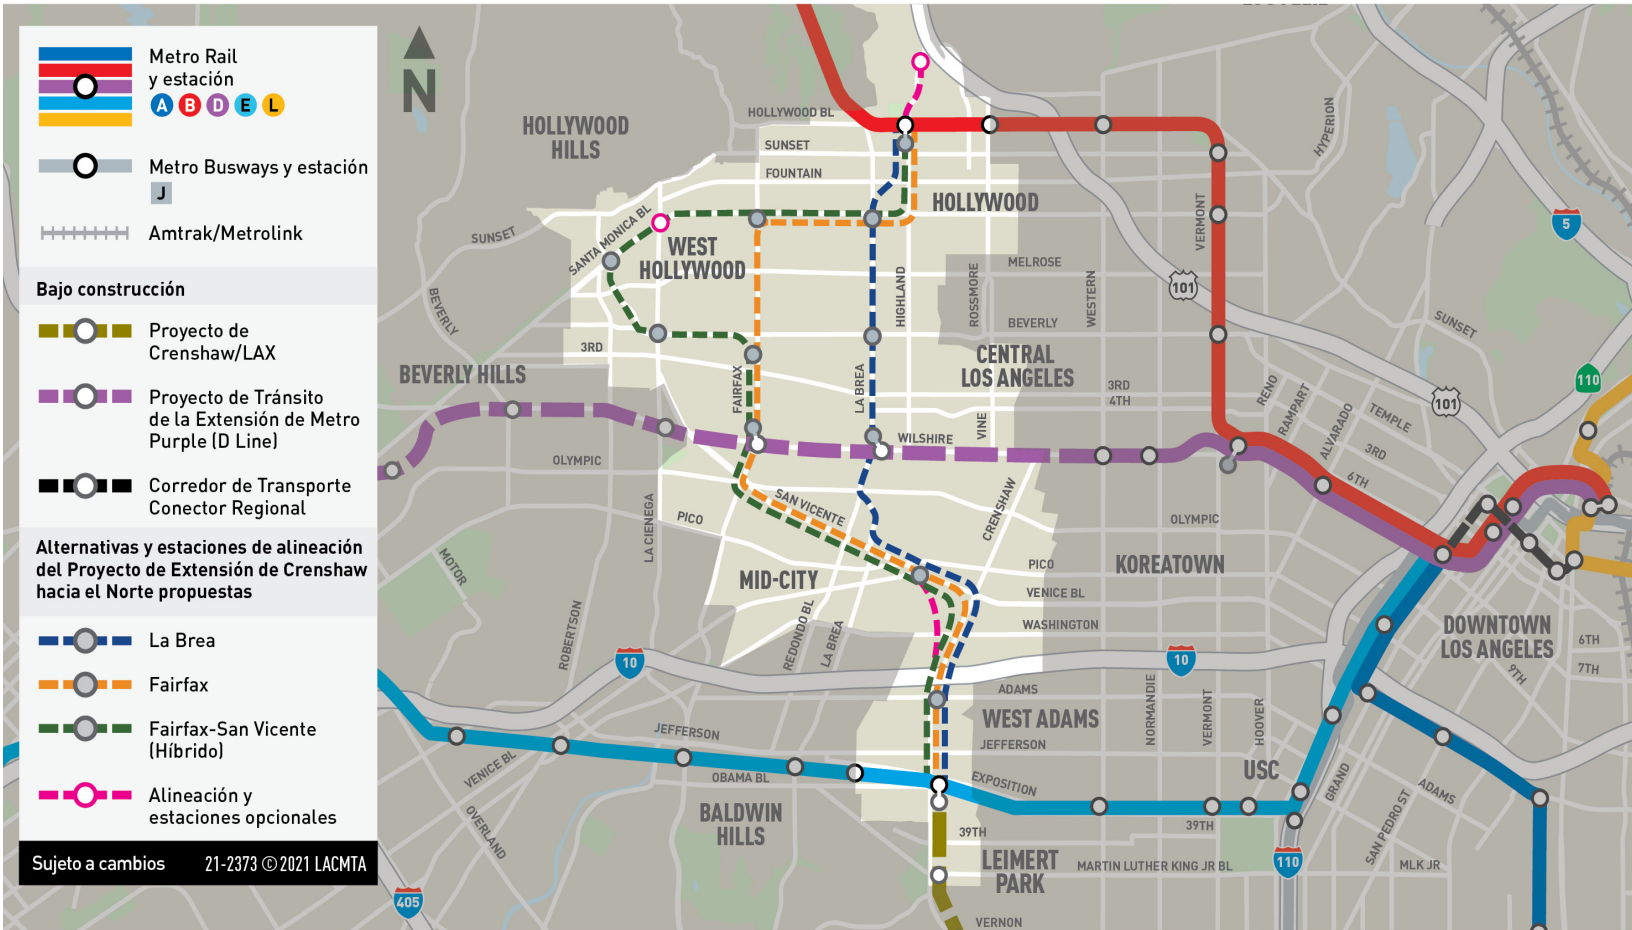 Metro Rail
y estación
A B D E L
Metro Busways y estación
J
Amtrak/Metrolink
Bajo construcción
Proyecto de
Crenshaw/LAX
Proyecto de Tránsito
de la Extensión de Metro
Purple (D Line)
Corredor de Transporte
Conector Regional
Alternativas y estaciones de alineación
del Proyecto de Extensión de Crenshaw
hacia el Norte propuestas
La Brea
Fairfax
Fairfax-San Vicente
(Híbrido)
Alineación y
estaciones opcionales
Sujeto a cambios
21-2373 © 2021 LACMTA
N
HOLLYWOOD
HILLS
HOLLYWOOD BL
SUNSET
FOUNTAIN
HOLLYWOOD
SANTA MONICA BL
SUNSET
WEST
HOLLYWOOD
MELROSE
BEVERLY
HIGHLAND
ROSSMORE
WESTERN
VERMONT
HYPERION
5
101
BEVERLY
3RD
BEVERLY HILLS
FAIRFAX
LA BREA
CENTRAL
LOS ANGELES
3RD
4TH
VINE
WILSHIRE
SUNSET
110
101
RENO
RAMPART
ALVARADO
TEMPLE
3RD
6TH
OLYMPIC
SAN VICENTE
CRENSHAW
PICO
LA CIENEGA
OLYMPIC
KOREATOWN
MOTOR
MID-CITY
PICO
VENICE BL
WASHINGTON
REDONDO BL
LA BREA
ROBERTSON
10
10
DOWNTOWN
LOS ANGELES
6TH
7TH
9TH
ADAMS
WEST ADAMS
JEFFERSON
NORMANDIE
VERMONT
HOOVER
JEFFERSON
VENICE BL
OBAMA BL
EXPOSITION
USC
GRAND
ADAMS
SAN PEDRO ST
OVERLAND
BALDWIN
HILLS
39TH
39TH
LEIMERT
PARK
MARTIN LUTHER KING JR BL
110
MLK JR
405
VERNON